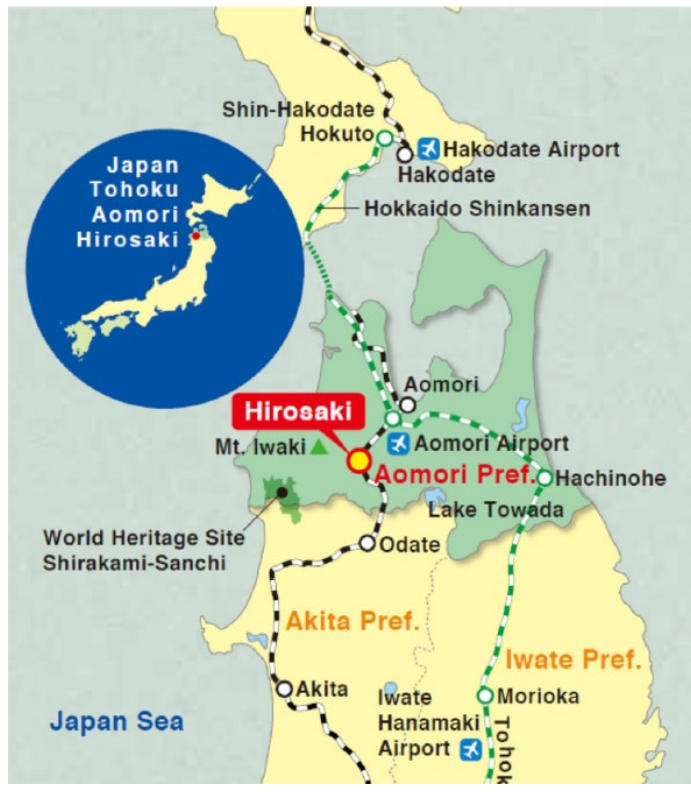 Shin-Hakodate
Hokuto
Hakodate Airport
Hakodate
Hokkaido Shinkansen
Japan
Tohoku
Aomori
Hirosaki
Aomori
Hirosaki
Mt. Iwaki
Aomori Airport
Aomori Pref.
Hachinohe
Lake Towada
World Heritage Site
Shirakami-Sanchi
Odate
Akita Pref.
Iwate Pref.
Akita
Iwate
Hanamaki
Airport
Morioka
Japan Sea
Tohok